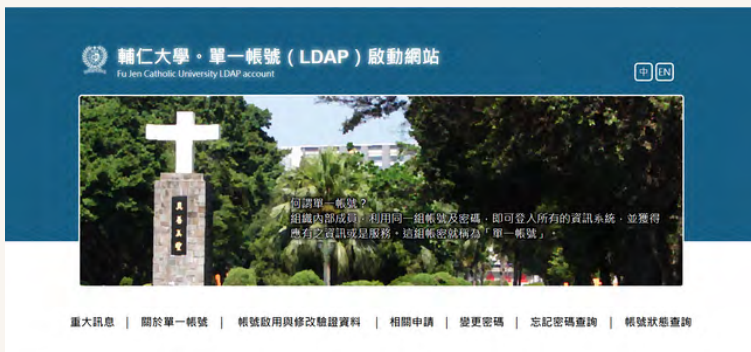 輔仁大學。單一帳號(LDAP)啟動網站
Fu Jen Catholic University LDAP account
中 EN
何謂單一帳號?
組織內部成員,利用同一組帳號及密碼,即可登入所有的資訊系統,並獲得
應有之資訊或是服務。這組帳密就稱為「單一帳號」。
真善美聖
重大訊息 | 關於單一帳號 | 帳號啟用與修改驗證資料 | 相關申請 | 變更密碼 | 忘記密碼查詢 | 帳號狀態查詢